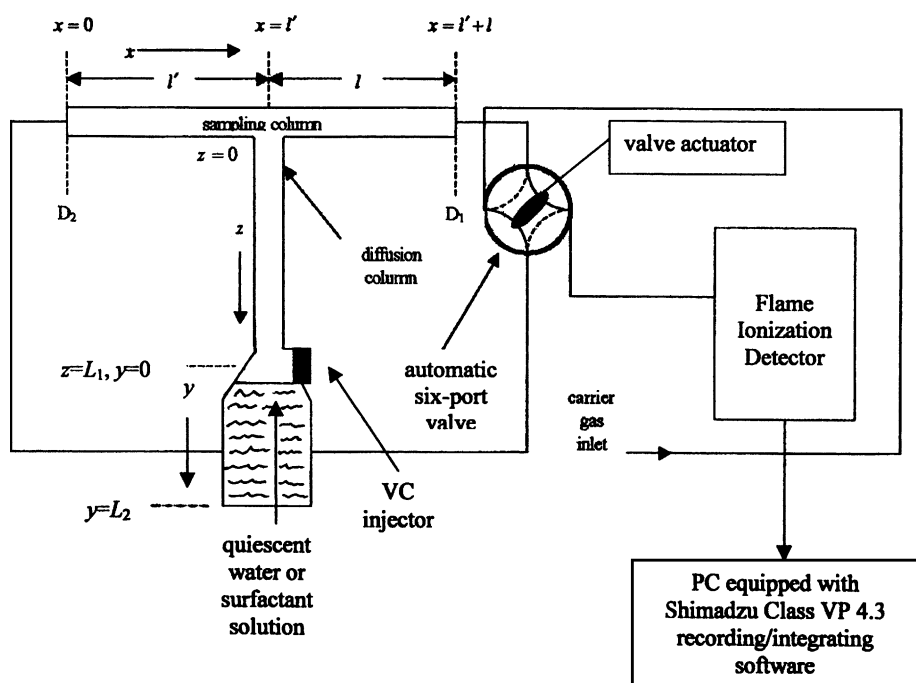 x=0
x=l'
x=l'+l
x
l'
l
sampling column
z=0
D₂
D₁
z
diffusion
column
valve actuator
Flame
Ionization
Detector
automatic
six-port
valve
z=L₁, y=0
y
carrier
gas
inlet
VC
injector
y=L₂
quiescent
water or
surfactant
solution
PC equipped with
Shimadzu Class VP 4.3
recording/integrating
software